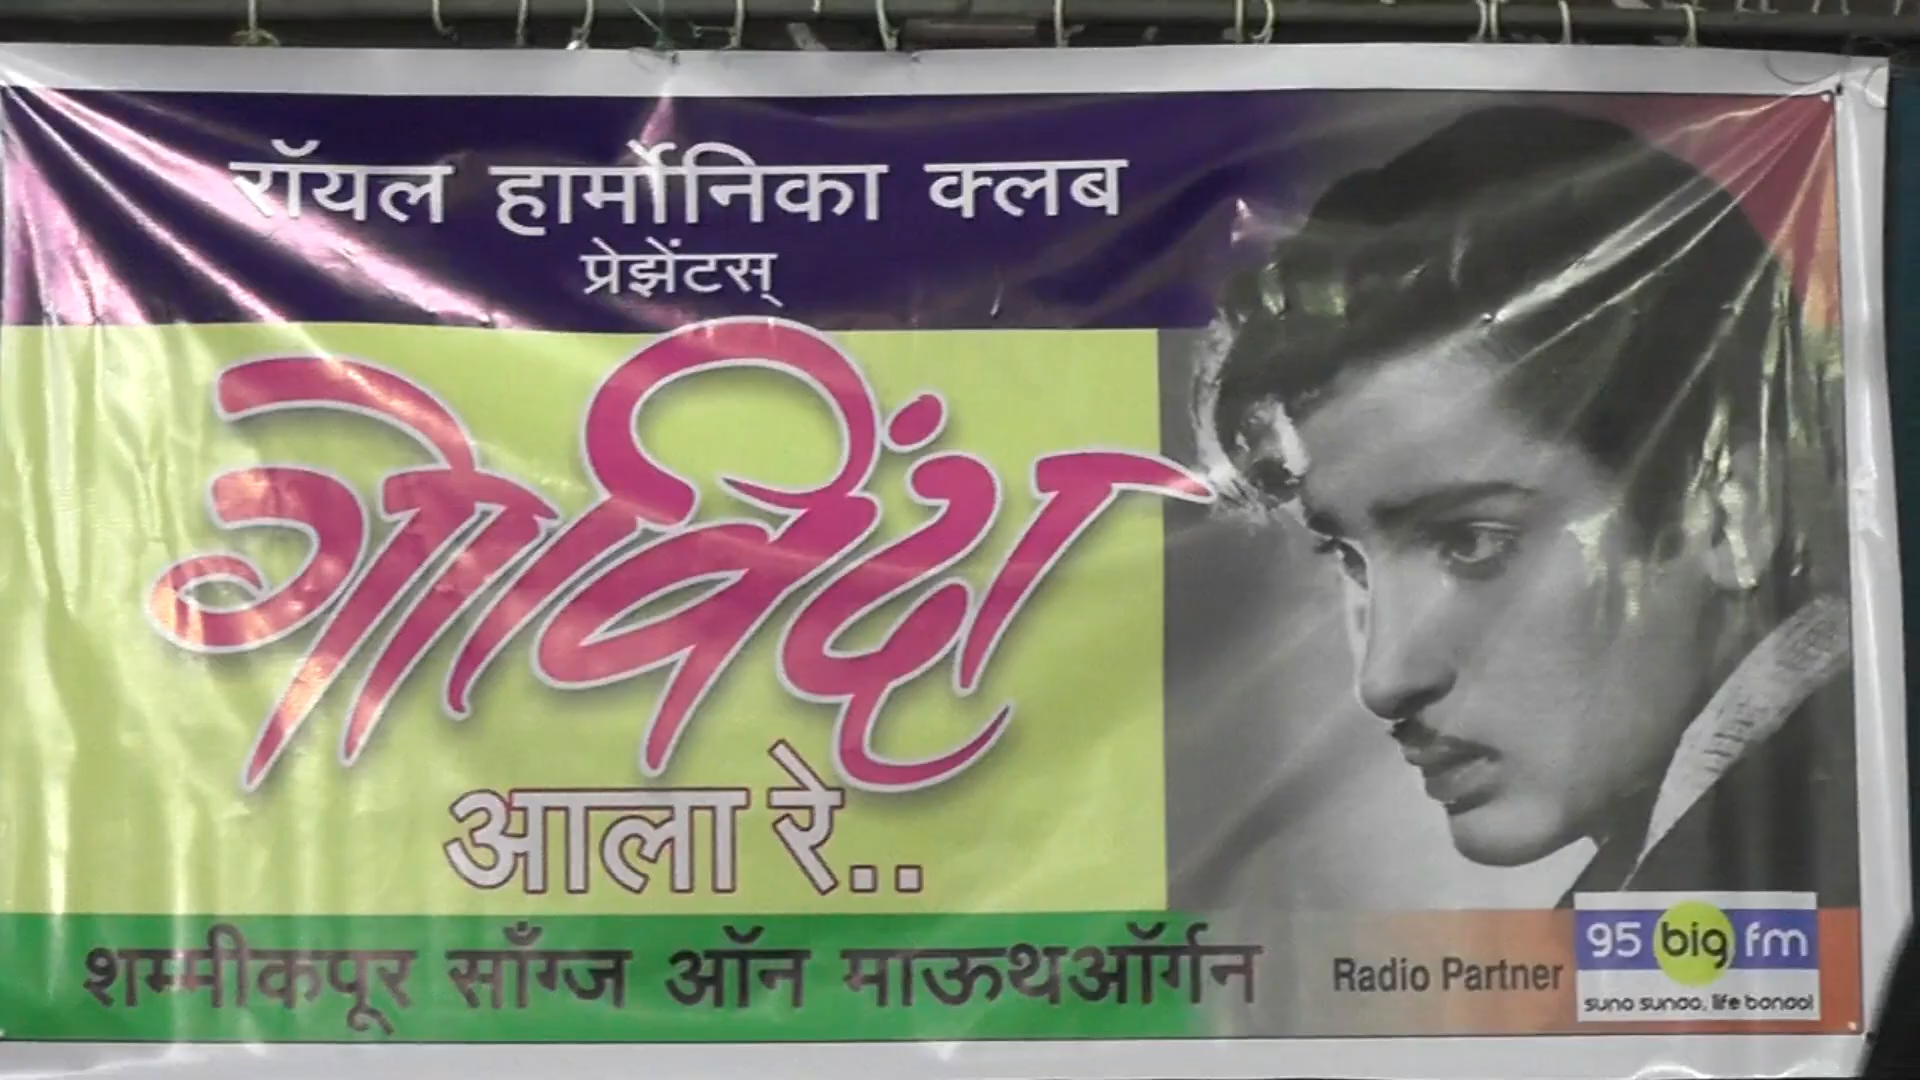 रॉयल हार्मोनिका क्लब
प्रेझेंटस्
गोविंदा
आला रे..
शम्मीकपूर साँग्ज ऑन माऊथऑर्गन
Radio Partner
95 big fm
suno sunao, life banao!